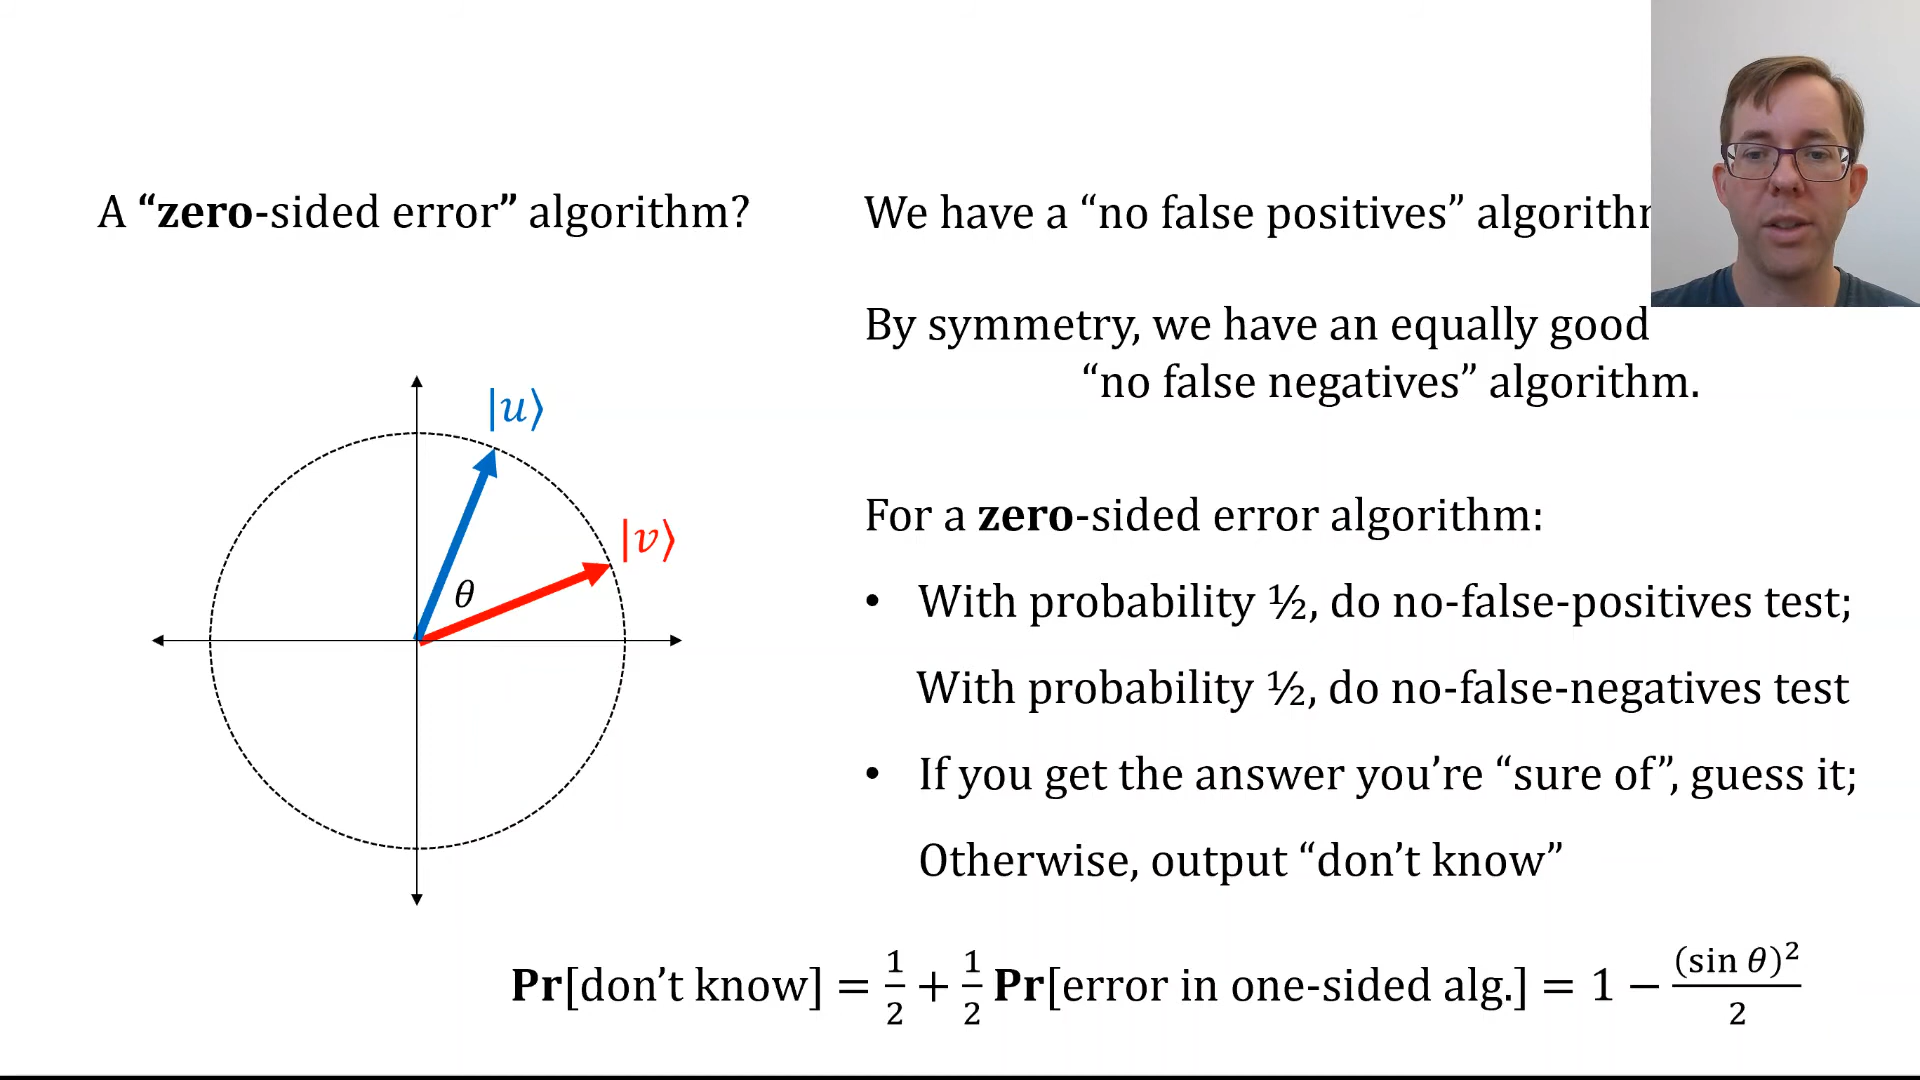 A “zero-sided error” algorithm?
We have a “no false positives”
By symmetry, we have an equally good
“no false negatives” algorithm.
|u⟩
|v⟩
θ
For a zero-sided error algorithm:
• With probability ½, do no-false-positives test;
With probability ½, do no-false-negatives test
• If you get the answer you’re “sure of”, guess it;
Otherwise, output “don’t know”
Pr[don’t know] = 1/2 + 1/2 Pr[error in one-sided alg.] = 1 − (sin θ)²/2